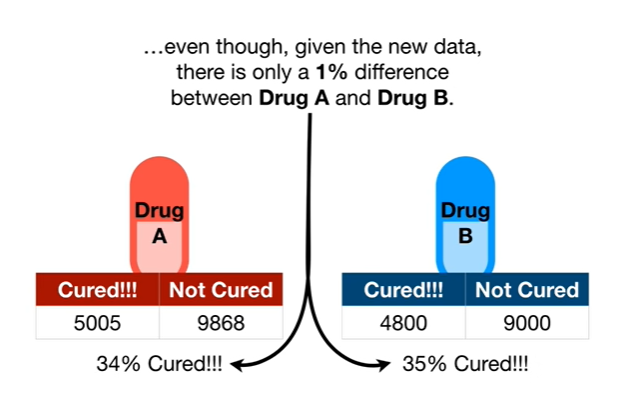 ...even though, given the new data,
there is only a 1% difference
between Drug A and Drug B.
Drug
A
Cured!!! Not Cured
5005 9868
34% Cured!!!
Drug
B
Cured!!! Not Cured
4800 9000
35% Cured!!!